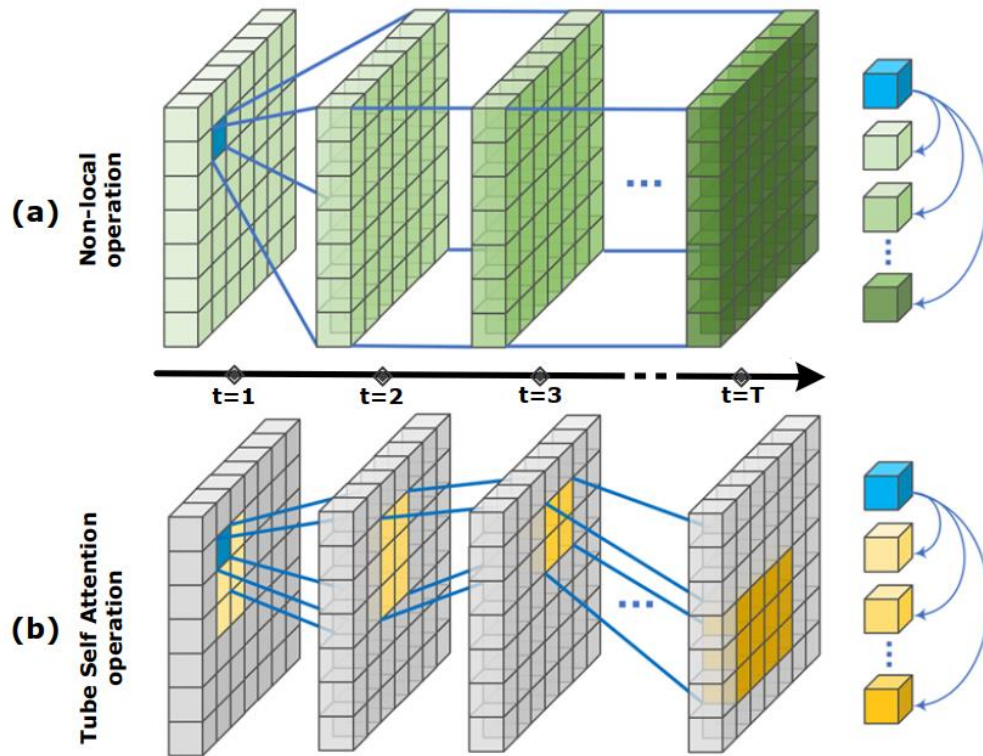 (a)
Non-local
operation
t=1
t=2
t=3
t=T
(b)
Tube Self Attention
operation